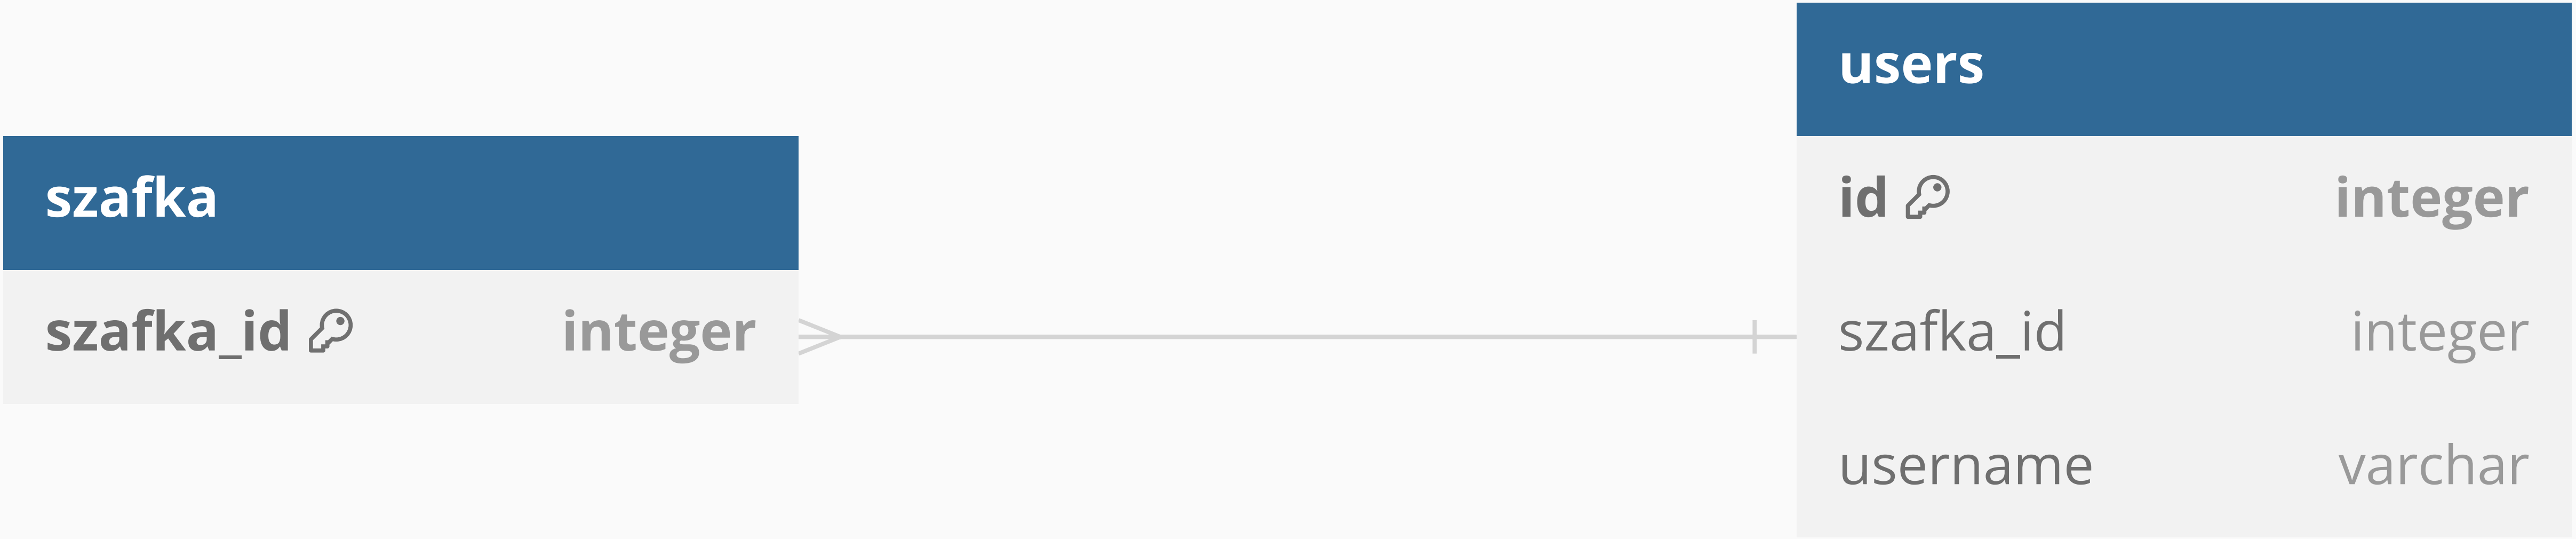 szafka
szafka_id integer
users
id integer
szafka_id integer
username varchar